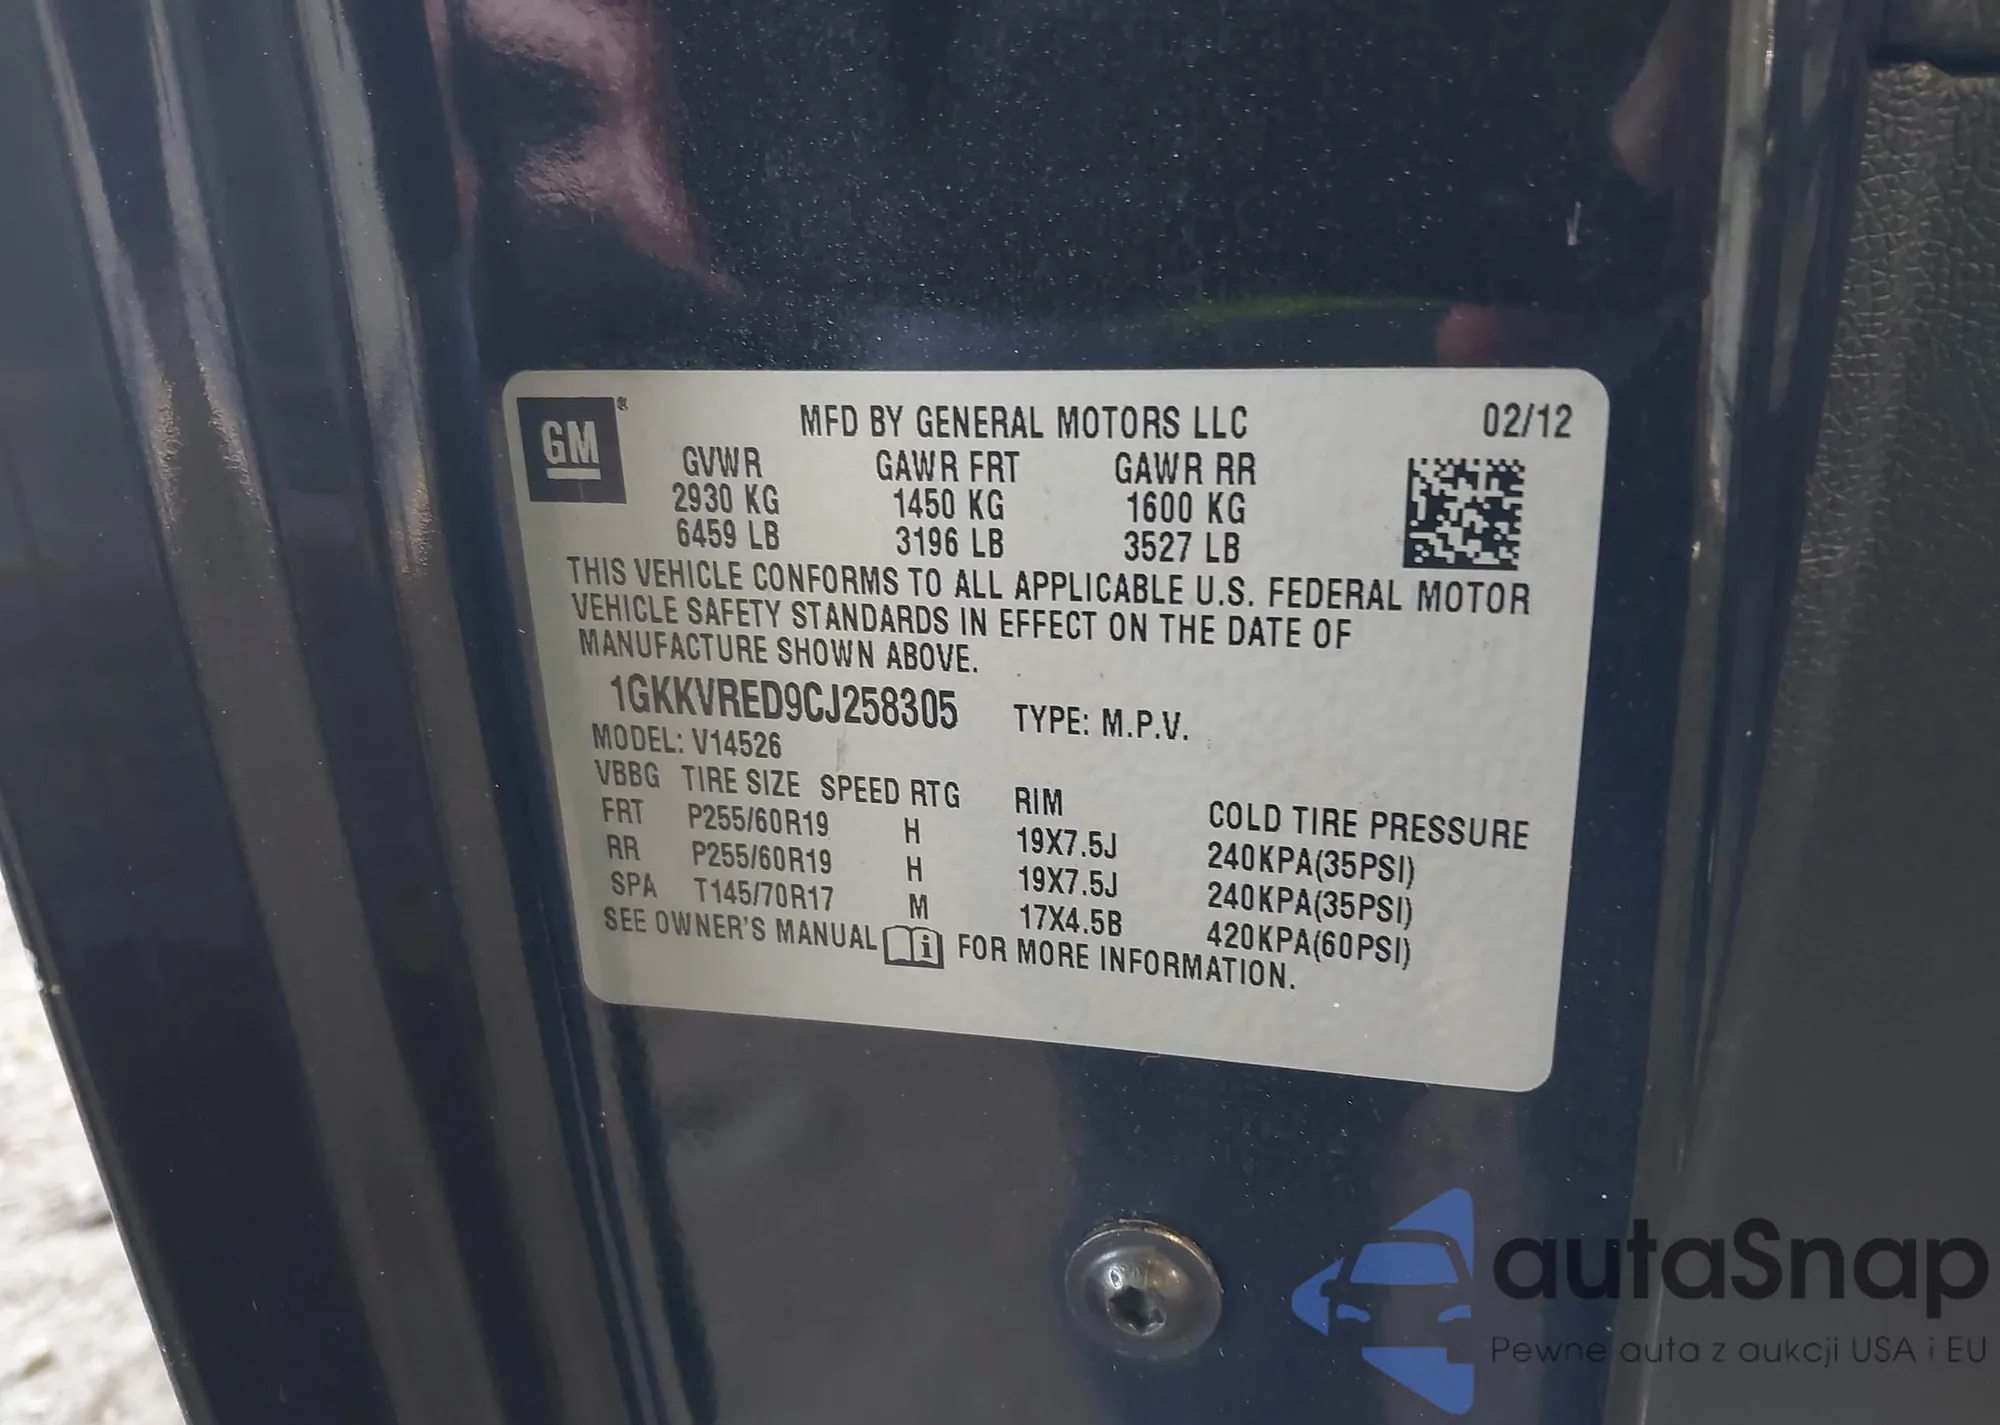 GM ®
MFD BY GENERAL MOTORS LLC 02/12
GVWR GAWR FRT GAWR RR
2930 KG 1450 KG 1600 KG
6459 LB 3196 LB 3527 LB
THIS VEHICLE CONFORMS TO ALL APPLICABLE U.S. FEDERAL MOTOR
VEHICLE SAFETY STANDARDS IN EFFECT ON THE DATE OF
MANUFACTURE SHOWN ABOVE.
1GKKVRED9CJ258305 TYPE: M.P.V.
MODEL: V14526
VBBG TIRE SIZE SPEED RTG RIM COLD TIRE PRESSURE
FRT P255/60R19 H 19X7.5J 240KPA(35PSI)
RR P255/60R19 H 19X7.5J 240KPA(35PSI)
SPA T145/70R17 M 17X4.5B 420KPA(60PSI)
SEE OWNER'S MANUAL i FOR MORE INFORMATION.
autaSnap
Pewne auta z aukcji USA i EU